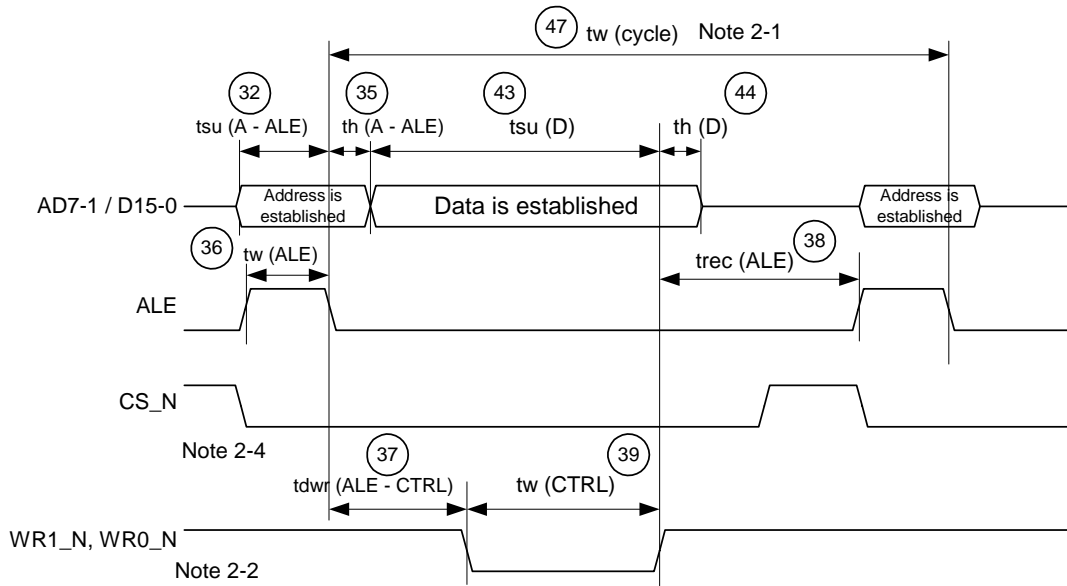 47 tw (cycle) Note 2-1
32 35 43 44
tsu (A - ALE) th (A - ALE) tsu (D) th (D)
AD7-1 / D15-0
Address is
established
Data is established
Address is
established
36
tw (ALE)
38
trec (ALE)
ALE
CS_N
Note 2-4
37
39
tdwr (ALE - CTRL) tw (CTRL)
WR1_N, WR0_N
Note 2-2